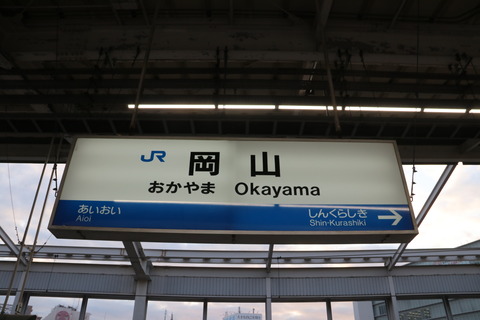 JR 岡山
おかやま Okayama
あいおい しんくらしき
Aioi Shin-Kurashiki →